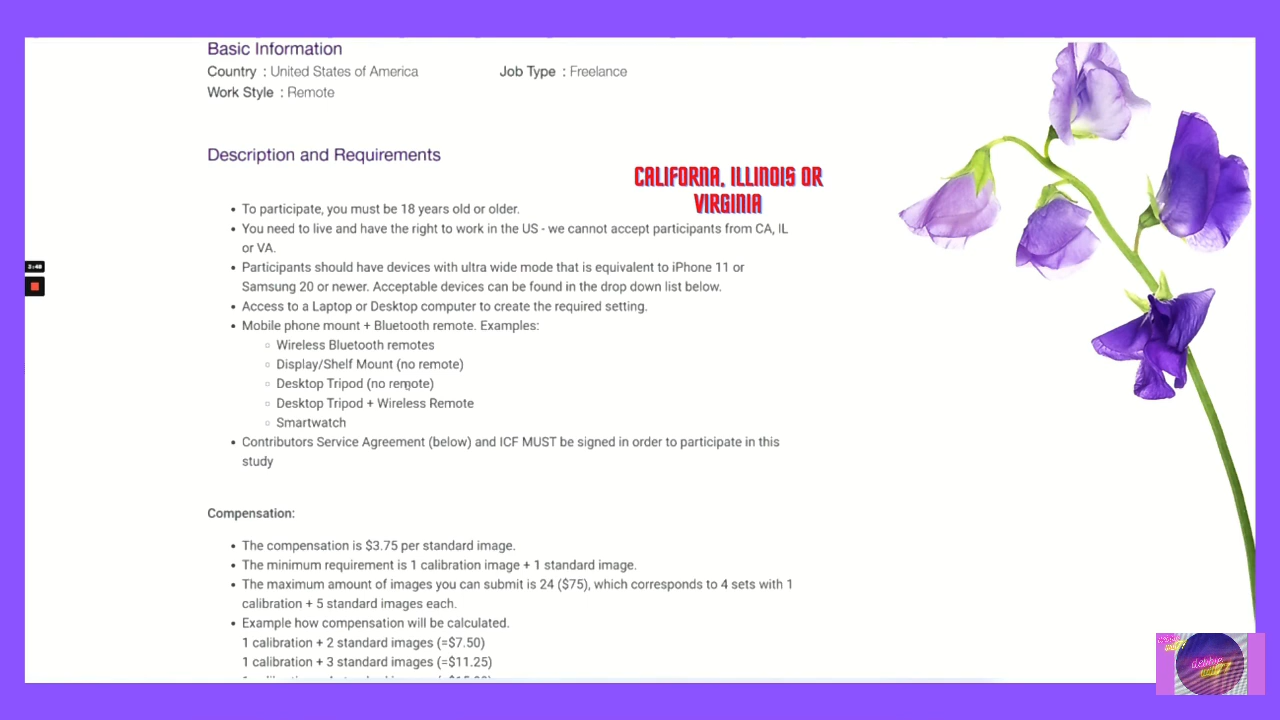 Basic Information
Country : United States of America
Job Type : Freelance
Work Style : Remote
Description and Requirements
CALIFORNA, ILLINOIS OR
VIRGINIA
• To participate, you must be 18 years old or older.
• You need to live and have the right to work in the US - we cannot accept participants from CA, IL
or VA.
• Participants should have devices with ultra wide mode that is equivalent to iPhone 11 or
Samsung 20 or newer. Acceptable devices can be found in the drop down list below.
• Access to a Laptop or Desktop computer to create the required setting.
• Mobile phone mount + Bluetooth remote. Examples:
○ Wireless Bluetooth remotes
○ Display/Shelf Mount (no remote)
○ Desktop Tripod (no remote)
○ Desktop Tripod + Wireless Remote
○ Smartwatch
• Contributors Service Agreement (below) and ICF MUST be signed in order to participate in this
study
Compensation:
• The compensation is $3.75 per standard image.
• The minimum requirement is 1 calibration image + 1 standard image.
• The maximum amount of images you can submit is 24 ($75), which corresponds to 4 sets with 1
calibration + 5 standard images each.
• Example how compensation will be calculated.
1 calibration + 2 standard images (=$7.50)
1 calibration + 3 standard images (=$11.25)